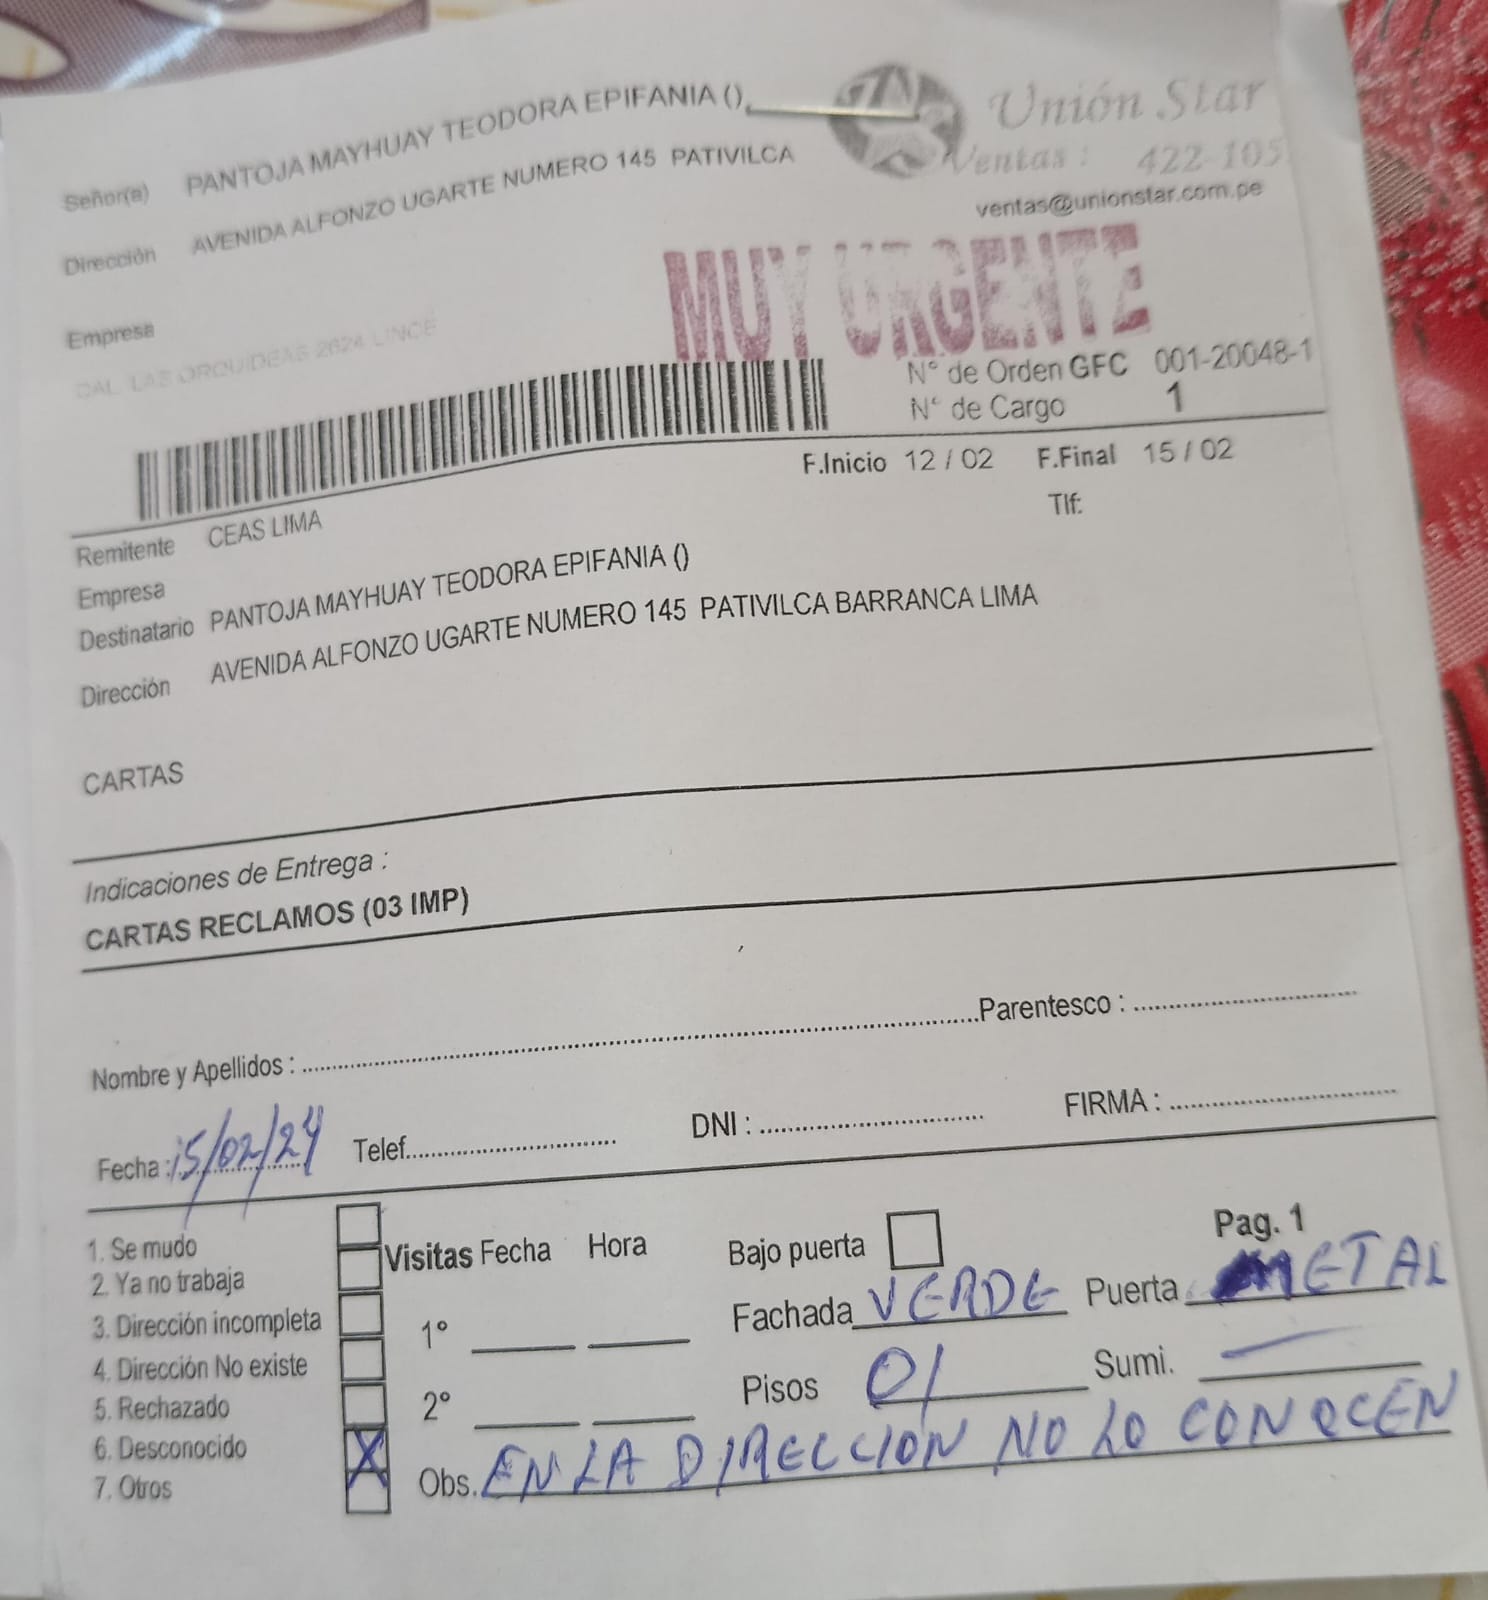 Unión Star
Ventas : 422-105
ventas@unionstar.com.pe
Señor(a) PANTOJA MAYHUAY TEODORA EPIFANIA ()
Dirección AVENIDA ALFONZO UGARTE NUMERO 145 PATIVILCA
Empresa
CAL LAS ORQUIDEAS 2624 LINCE
MUY URGENTE
N° de Orden GFC 001-20048-1
N° de Cargo 1
F.Inicio 12 / 02 F.Final 15 / 02
Tlf:
Remitente CEAS LIMA
Empresa
Destinatario PANTOJA MAYHUAY TEODORA EPIFANIA ()
Dirección AVENIDA ALFONZO UGARTE NUMERO 145 PATIVILCA BARRANCA LIMA
CARTAS
Indicaciones de Entrega :
CARTAS RECLAMOS (03 IMP)
Nombre y Apellidos : Parentesco :
Fecha : 15/02/24 Telef. DNI : FIRMA :
1. Se mudo
2. Ya no trabaja
3. Dirección incompleta
4. Dirección No existe
5. Rechazado
6. Desconocido X
7. Otros
Visitas Fecha Hora
1°
2°
Bajo puerta Pag. 1
Fachada VERDE Puerta METAL
Pisos 01 Sumi. —
Obs. EN LA DIRECCION NO LO CONOCEN